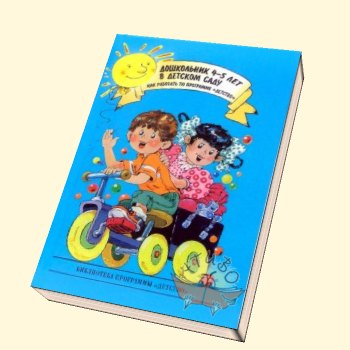 ДОШКОЛЬНИК 4-5 ЛЕТ
В ДЕТСКОМ САДУ
КАК РАБОТАТЬ ПО ПРОГРАММЕ «ДЕТСТВО»
БИБЛИОТЕКА ПРОГРАММЫ «ДЕТСТВО»